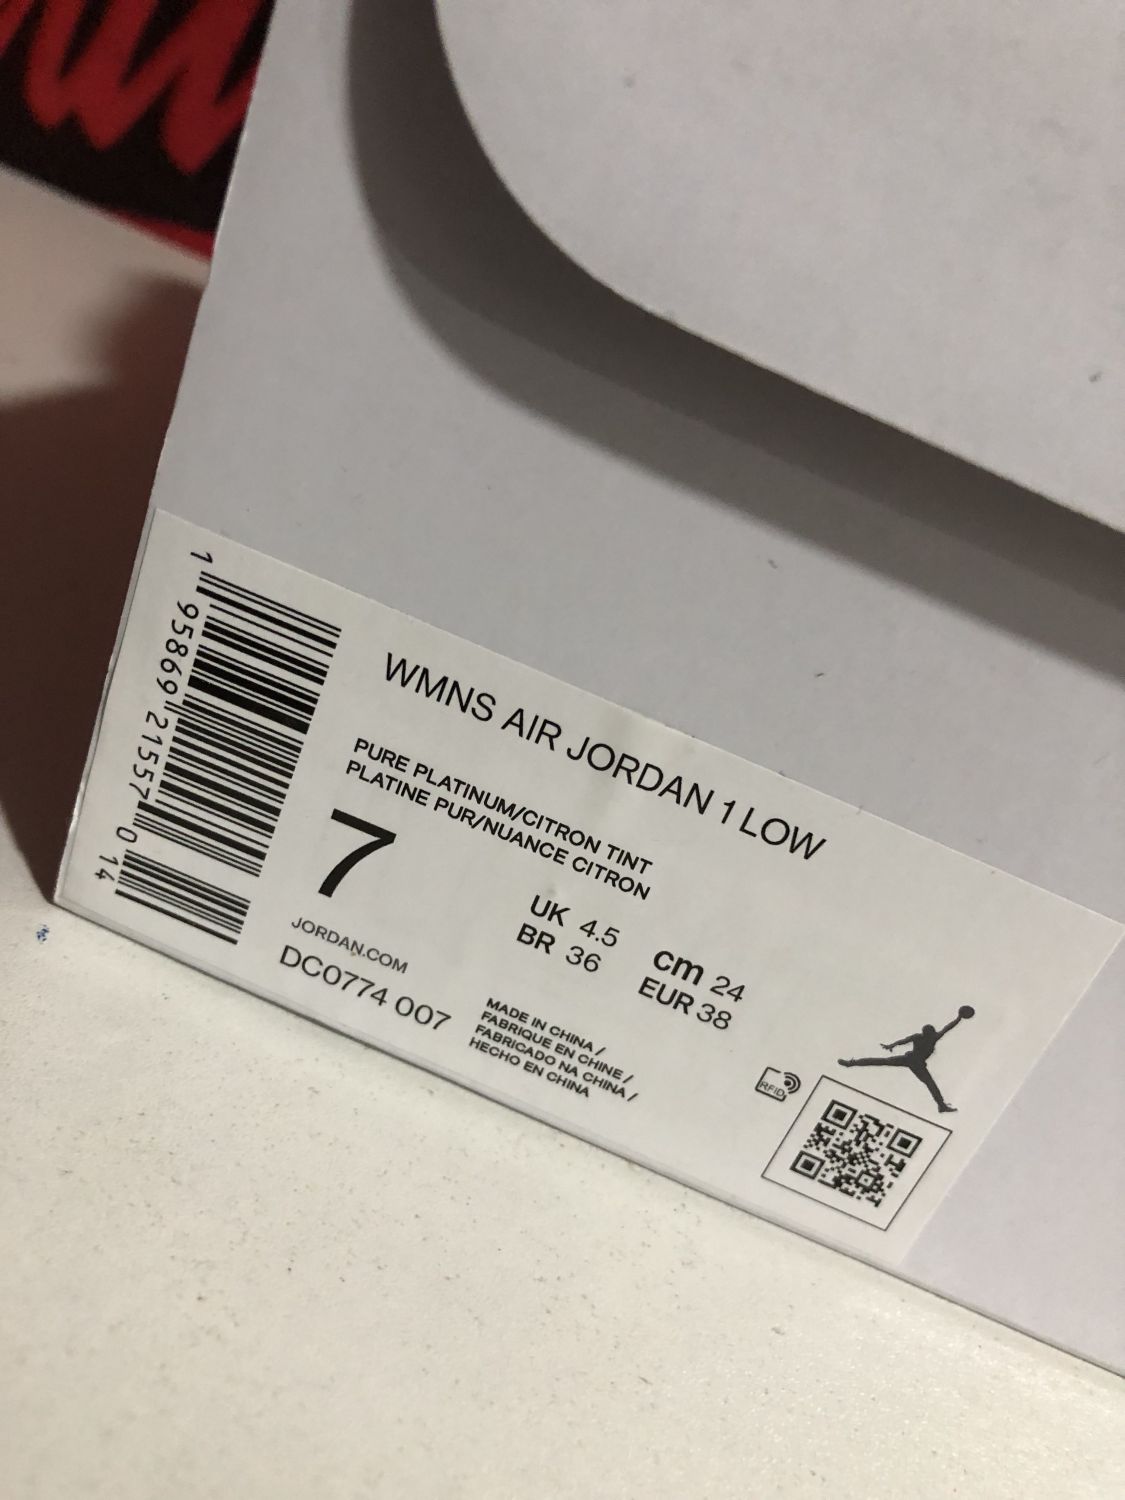 WMNS AIR JORDAN 1 LOW
PURE PLATINUM/CITRON TINT
PLATINE PUR/NUANCE CITRON
7
UK 4.5
BR 36
cm 24
EUR 38
JORDAN.COM
DC0774 007
MADE IN CHINA /
FABRIQUE EN CHINE /
FABRICADO NA CHINA /
HECHO EN CHINA
RFID
1 95869 21557 0 14